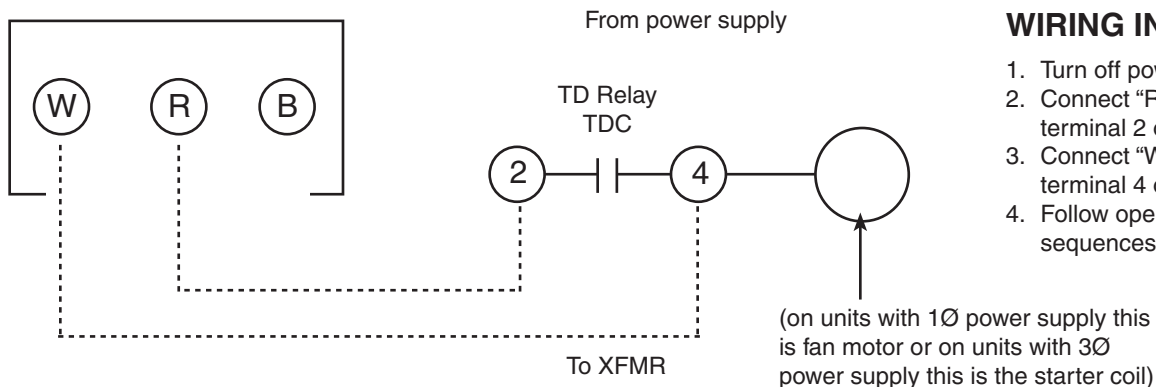 From power supply
W R B
TD Relay
TDC
2 4
To XFMR
(on units with 1Ø power supply this
is fan motor or on units with 3Ø
power supply this is the starter coil)
WIRING IN
1. Turn off pow
2. Connect “R
terminal 2
3. Connect “W
terminal 4
4. Follow ope
sequences